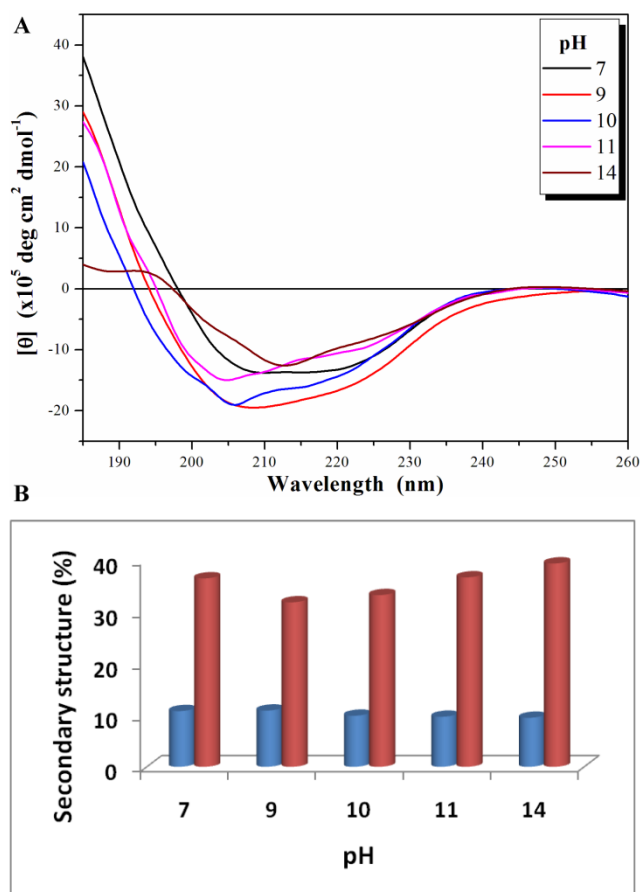 A
pH
7
9
10
11
14
40
30
20
10
0
-10
-20
[θ] (x10⁵ deg cm² dmol⁻¹)
190 200 210 220 230 240 250 260
Wavelength (nm)
B
Secondary structure (%)
40
30
20
10
0
7 9 10 11 14
pH